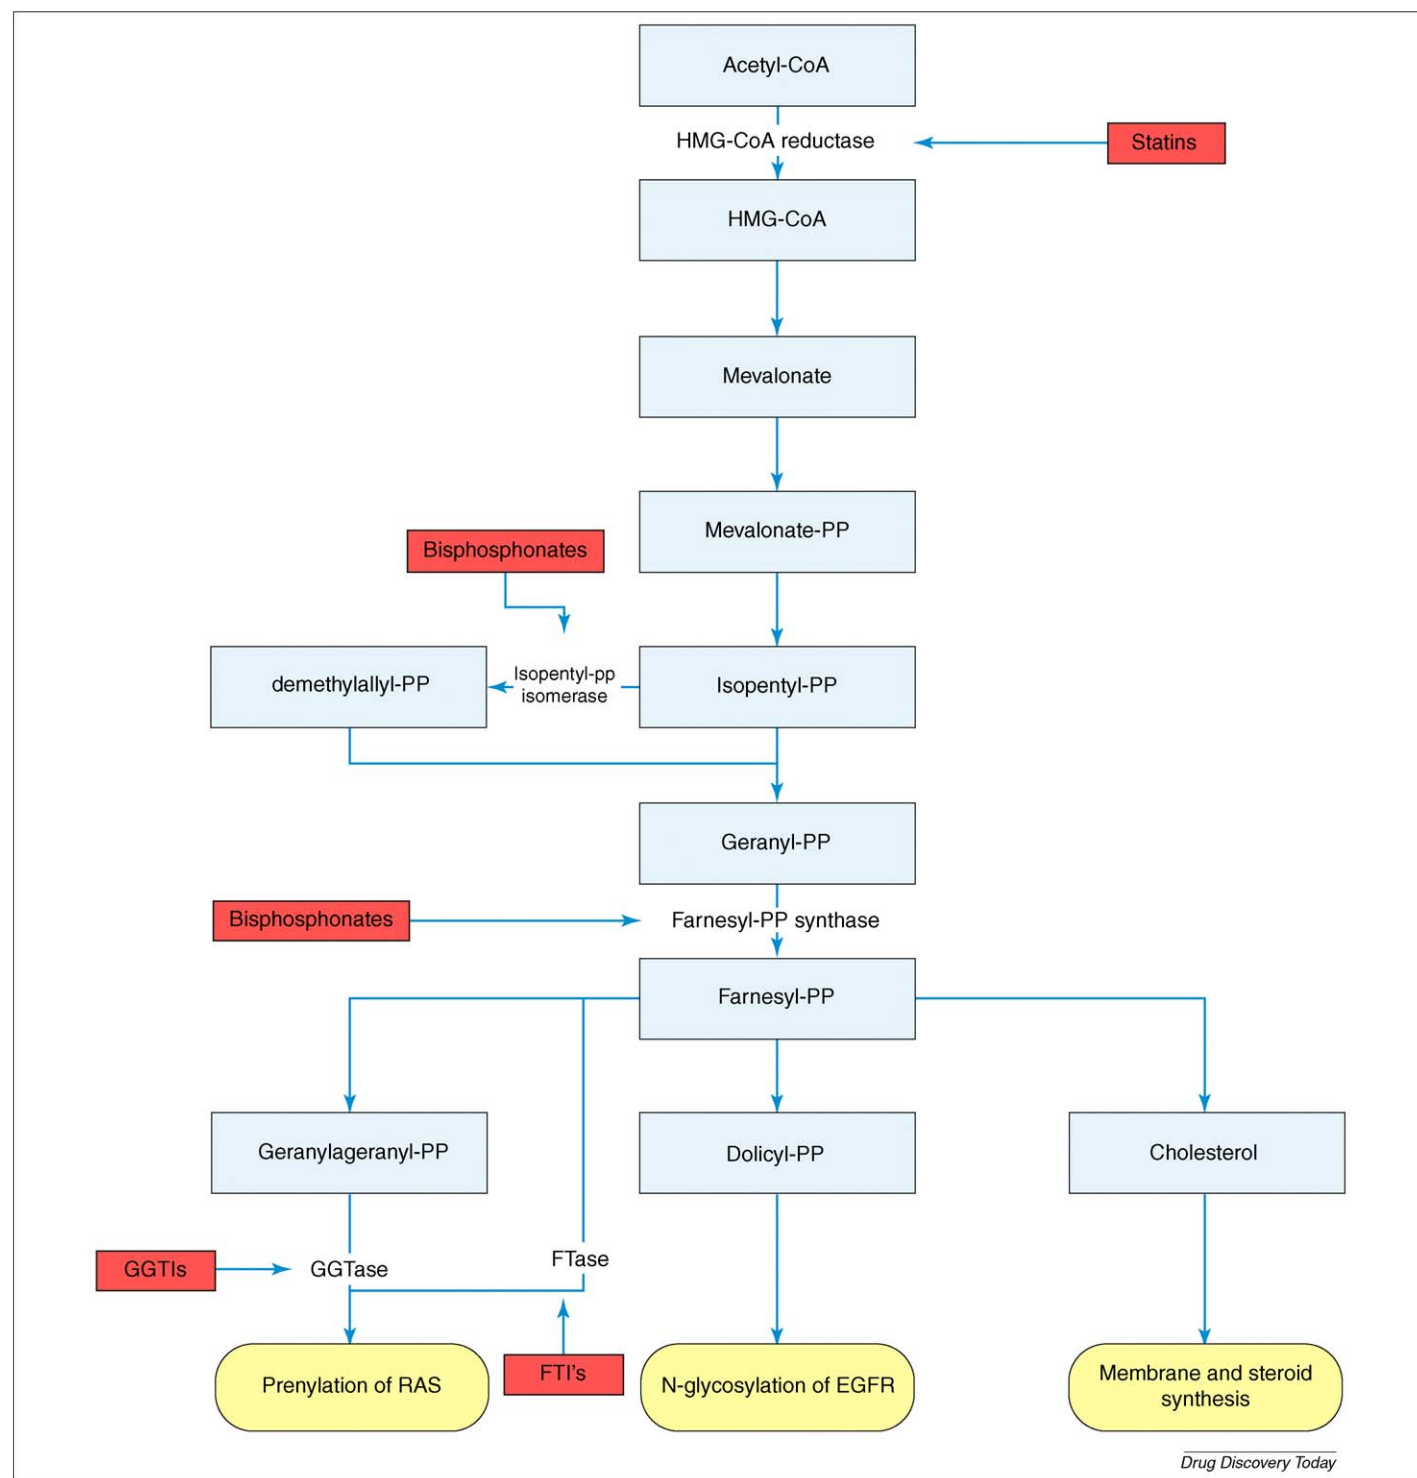 Acetyl-CoA
HMG-CoA reductase
Statins
HMG-CoA
Mevalonate
Mevalonate-PP
Bisphosphonates
demethylallyl-PP
Isopentyl-pp
isomerase
Isopentyl-PP
Geranyl-PP
Bisphosphonates
Farnesyl-PP synthase
Farnesyl-PP
Geranylageranyl-PP
Dolicyl-PP
Cholesterol
GGTIs
GGTase
FTase
Prenylation of RAS
FTI's
N-glycosylation of EGFR
Membrane and steroid
synthesis
Drug Discovery Today